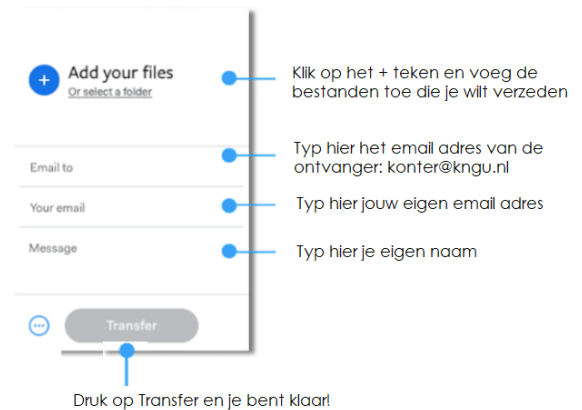 Add your files
Or select a folder
Klik op het + teken en voeg de
bestanden toe die je wilt verzeden
Email to
Typ hier het email adres van de
ontvanger: konter@kngu.nl
Your email
Typ hier jouw eigen email adres
Message
Typ hier je eigen naam
Transfer
Druk op Transfer en je bent klaar!